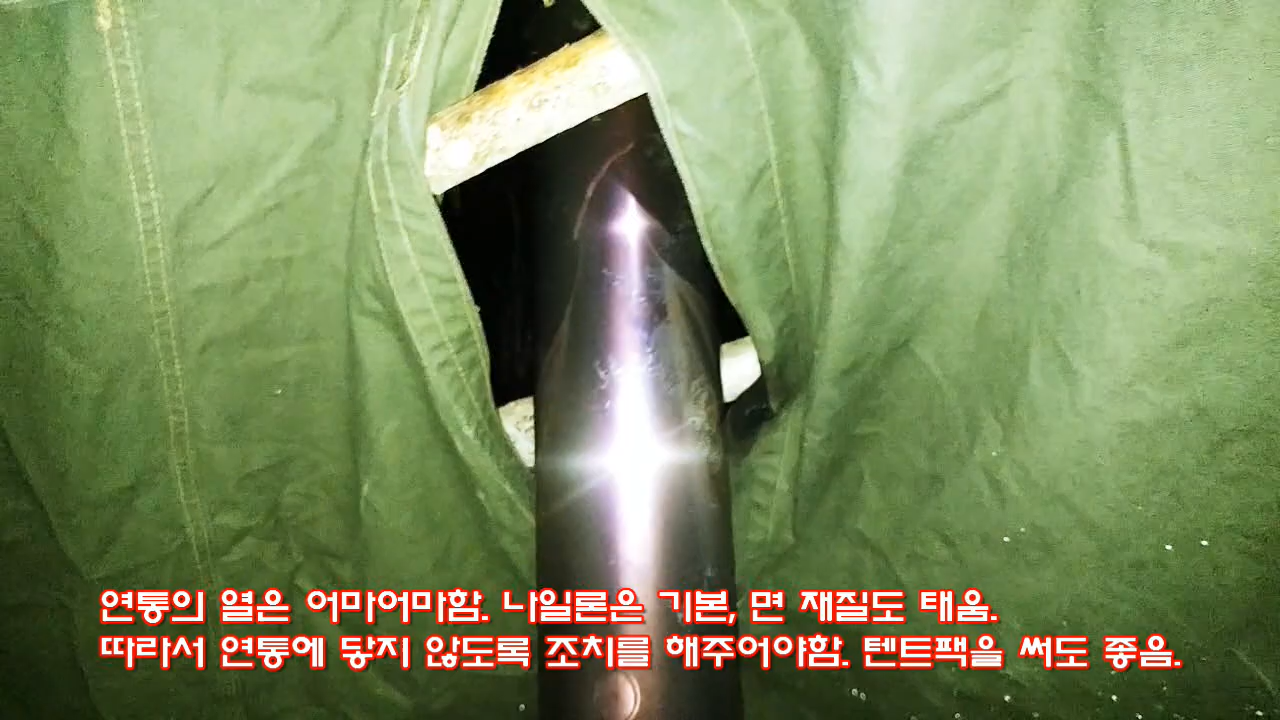 연통의 열은 어마어마함. 나일론은 기본, 면 재질도 태움.
따라서 연통에 닿지 않도록 조치를 해주어야함. 텐트팩을 써도 좋음.